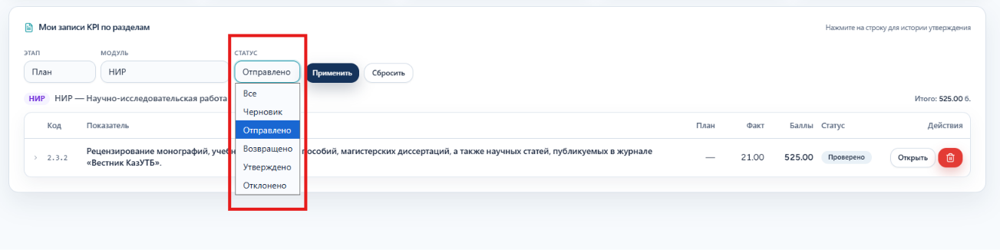 Мои записи KPI по разделам
Нажмите на строку для истории утверждения
ЭТАП МОДУЛЬ СТАТУС
План НИР Отправлено Применить Сбросить
Все
Черновик
Отправлено
Возвращено
Утверждено
Отклонено
НИР НИР — Научно-исследовательская работа
Итого: 525.00 б.
Код Показатель План Факт Баллы Статус Действия
2.3.2 Рецензирование монографий, пособий, магистерских диссертаций, а также научных статей, публикуемых в журнале
«Вестник КазУТБ».
— 21.00 525.00 Проверено Открыть